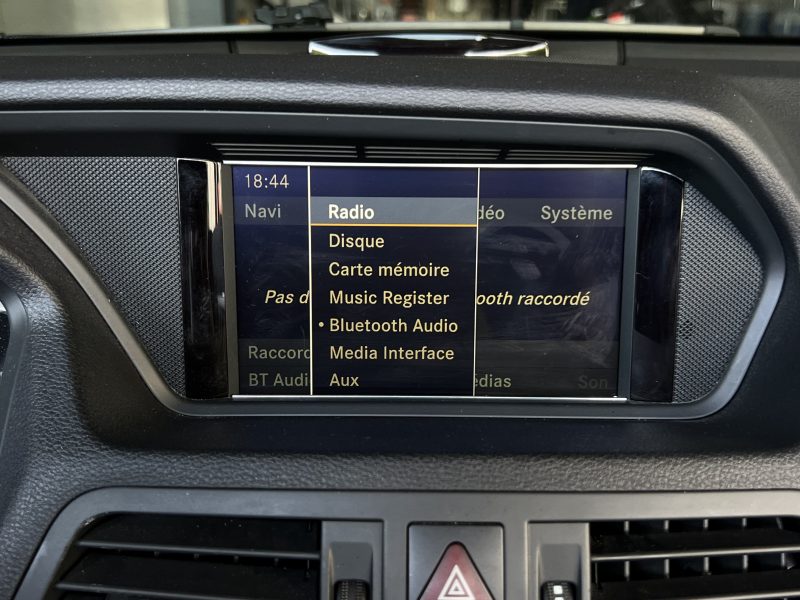 18:44
Navi Radio déo Système
Disque
Carte mémoire
Pas d Music Register ooth raccordé
• Bluetooth Audio
Raccord Media Interface
BT Audi Aux édias Son